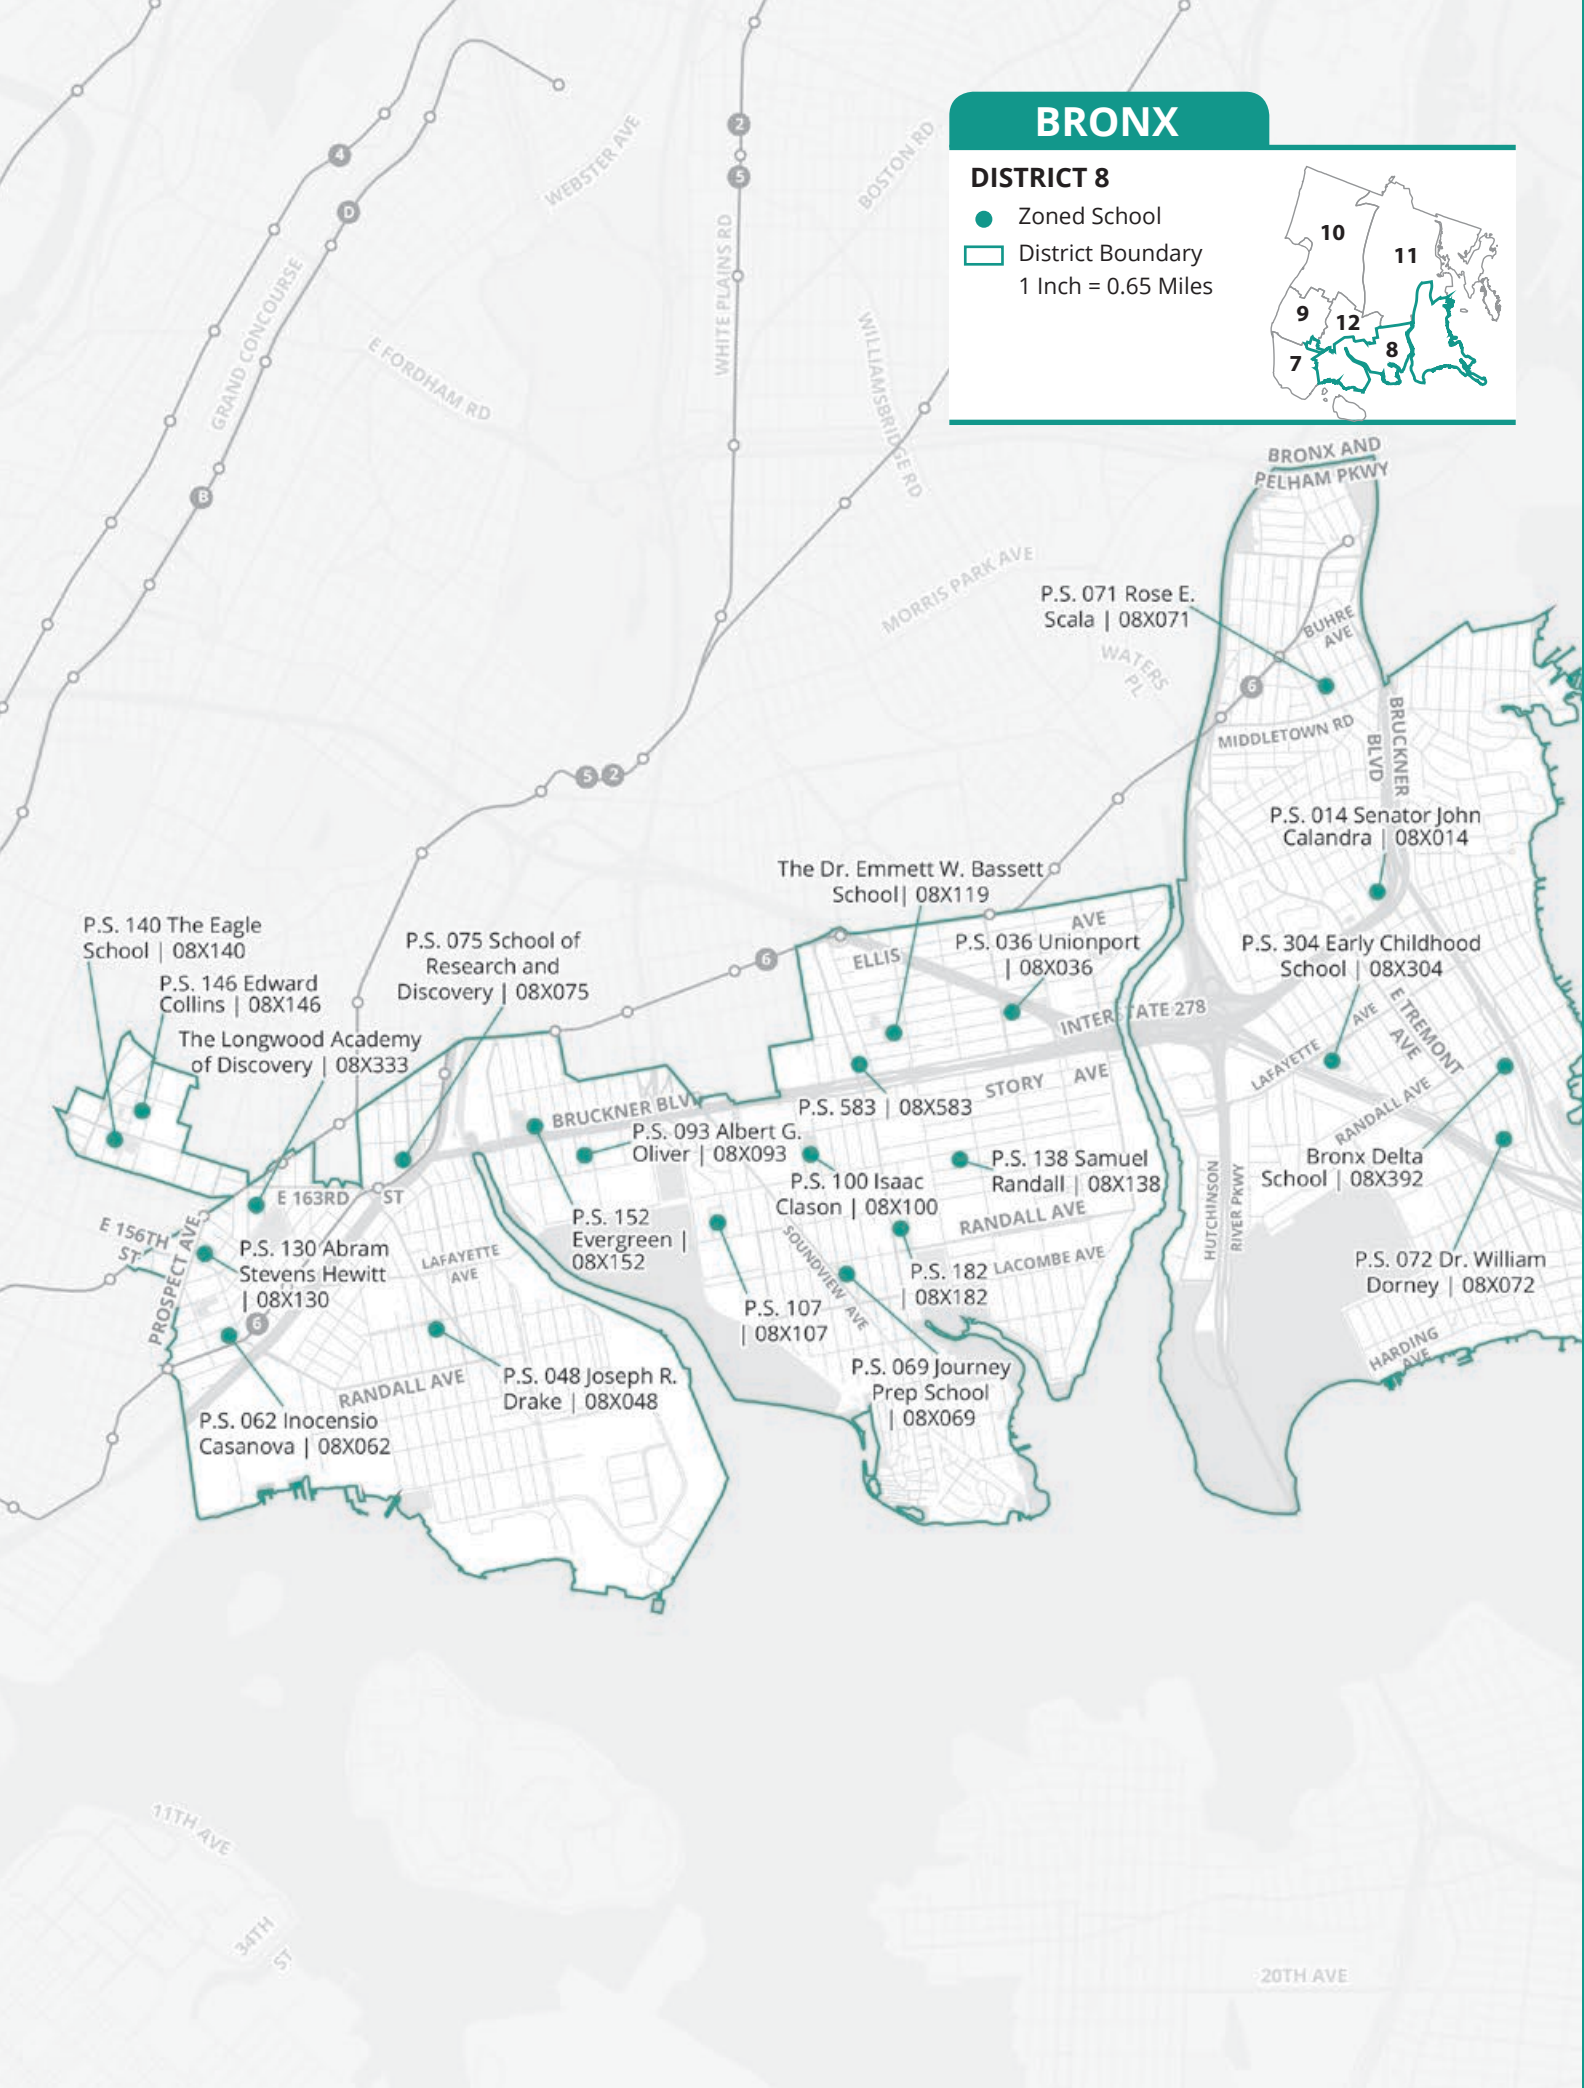 BRONX
DISTRICT 8
Zoned School
District Boundary
1 Inch = 0.65 Miles
10
11
9
12
8
7
4
D
B
2
5
WEBSTER AVE
BOSTON RD
WHITE PLAINS RD
GRAND CONCOURSE
E FORDHAM RD
WILLIAMSBRIDGE RD
BRONX AND
PELHAM PKWY
MORRIS PARK AVE
WATERS
PL
P.S. 071 Rose E.
Scala | 08X071
BUHRE
AVE
6
MIDDLETOWN RD
BRUCKNER
BLVD
5
2
P.S. 014 Senator John
Calandra | 08X014
The Dr. Emmett W. Bassett
School| 08X119
AVE
ELLIS
P.S. 036 Unionport
| 08X036
P.S. 304 Early Childhood
School | 08X304
6
P.S. 140 The Eagle
School | 08X140
P.S. 146 Edward
Collins | 08X146
P.S. 075 School of
Research and
Discovery | 08X075
The Longwood Academy
of Discovery | 08X333
INTERSTATE 278
E TREMONT
AVE
LAFAYETTE
AVE
STORY
AVE
RANDALL AVE
BRUCKNER BLVD
P.S. 583 | 08X583
P.S. 093 Albert G.
Oliver | 08X093
P.S. 100 Isaac
Clason | 08X100
P.S. 138 Samuel
Randall | 08X138
Bronx Delta
School | 08X392
HUTCHINSON
RIVER PKWY
E 163RD
ST
E 156TH
ST
PROSPECT AVE
P.S. 130 Abram
Stevens Hewitt
| 08X130
LAFAYETTE
AVE
P.S. 152
Evergreen |
08X152
SOUNDVIEW AVE
RANDALL AVE
LACOMBE AVE
P.S. 182
| 08X182
P.S. 107
| 08X107
P.S. 072 Dr. William
Dorney | 08X072
HARDING
AVE
6
P.S. 048 Joseph R.
Drake | 08X048
RANDALL AVE
P.S. 069 Journey
Prep School
| 08X069
P.S. 062 Inocensio
Casanova | 08X062
11TH AVE
34TH
ST
20TH AVE